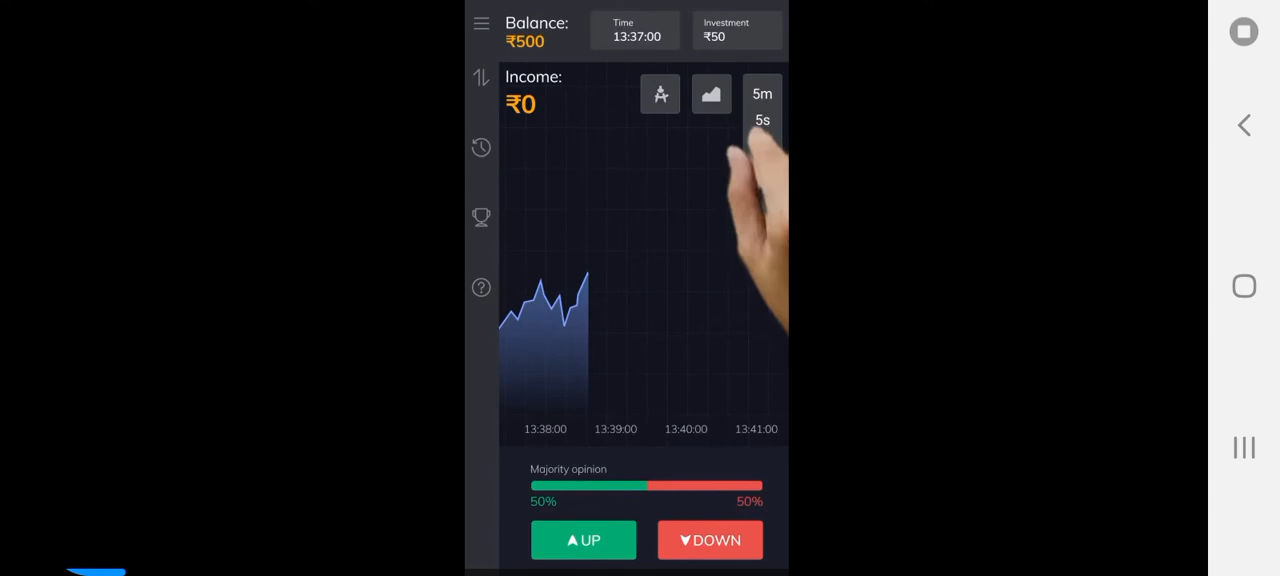 Balance:
₹500
Time
13:37:00
Investment
₹50
Income:
₹0
5m
5s
13:38:00 13:39:00 13:40:00 13:41:00
Majority opinion
50% 50%
UP DOWN